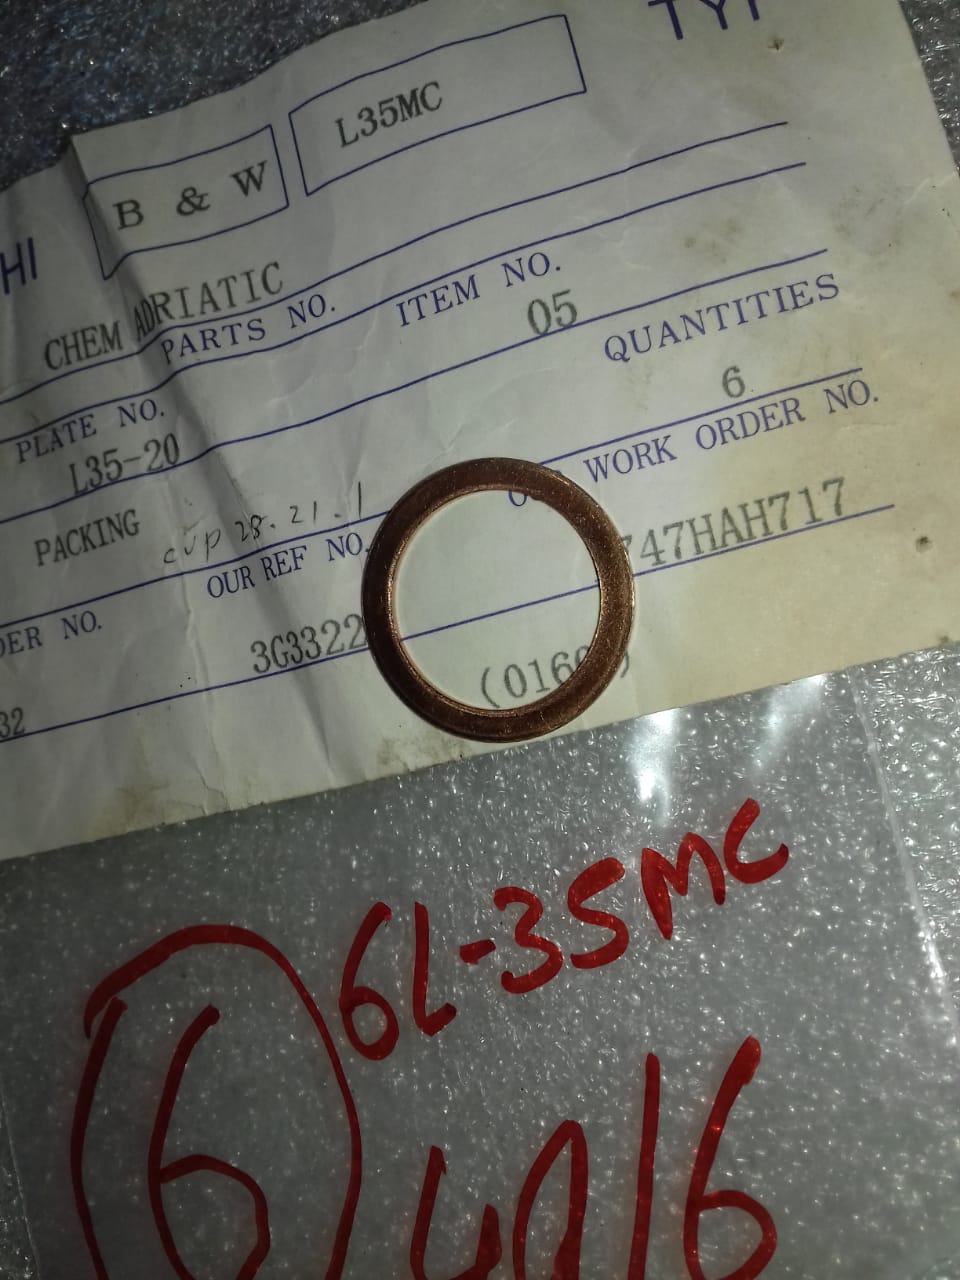 L35MC
B & W
HI
CHEM ADRIATIC
PLATE NO. PARTS NO. ITEM NO.
L35-20 05
QUANTITIES
PACKING 6
cup 28.21.1
DER NO. OUR REF NO. WORK ORDER NO.
32 3G3322 747HAH717
(016
6L-35MC
6